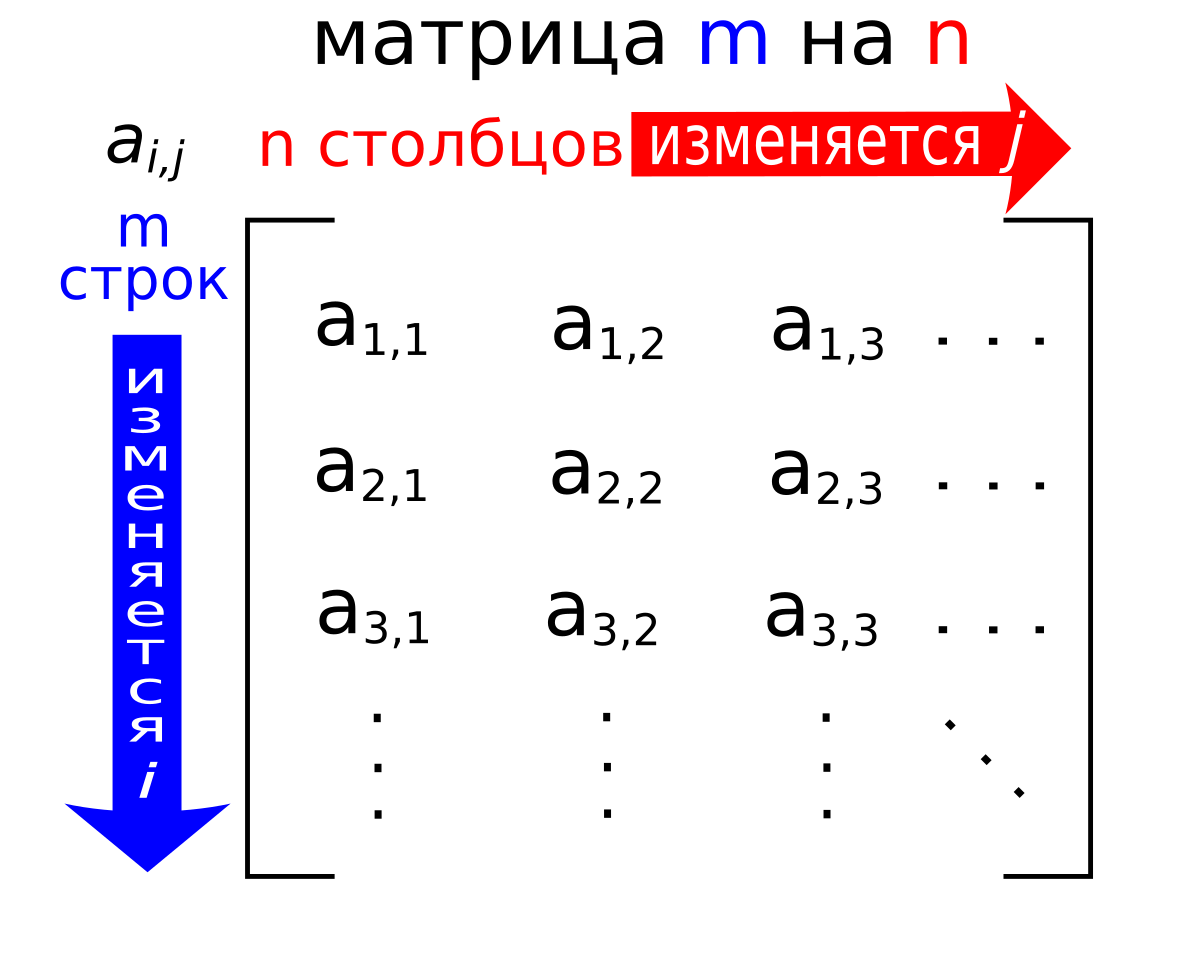 матрица m на n
a i,j n столбцов изменяется j
m
строк
изменяется i
a1,1 a1,2 a1,3 . . .
a2,1 a2,2 a2,3 . . .
a3,1 a3,2 a3,3 . . .